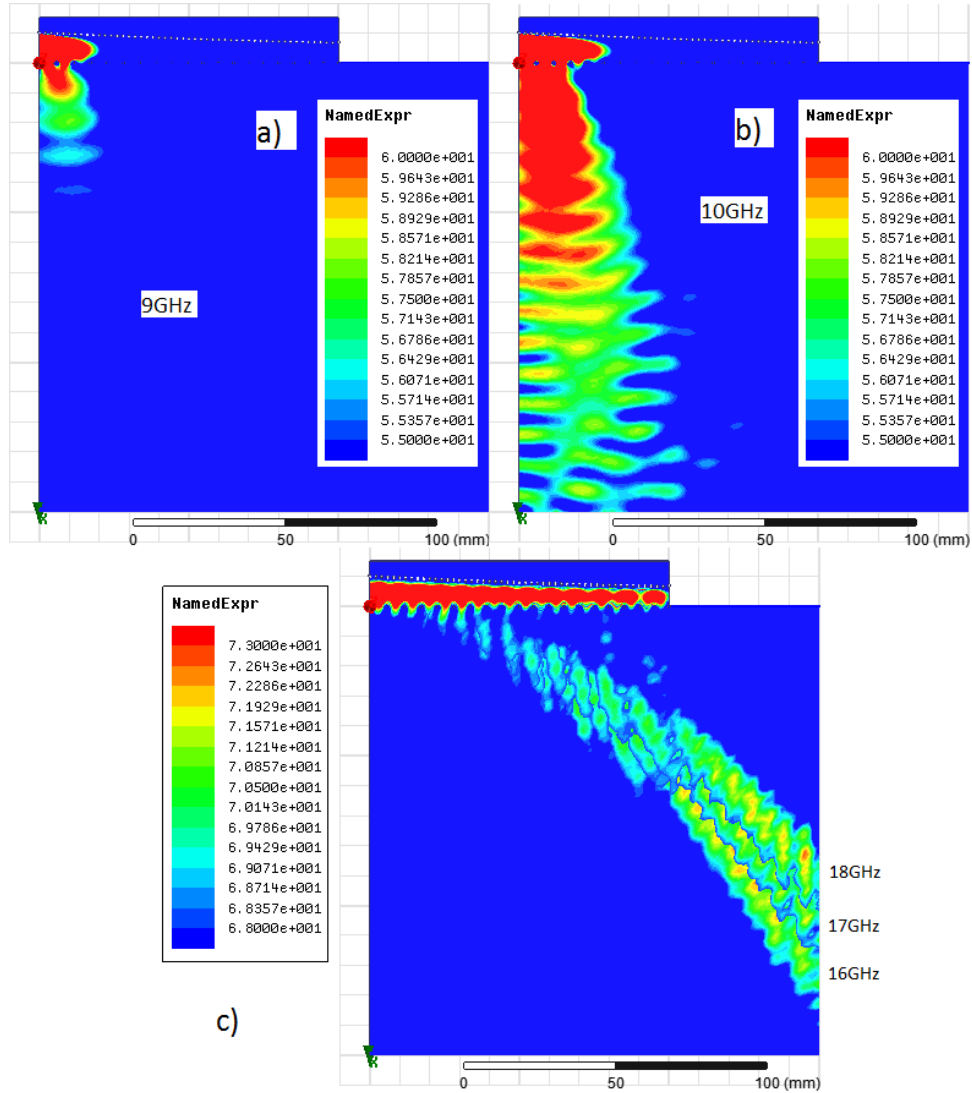 a)
NamedExpr
6.0000e+001
5.9643e+001
5.9286e+001
5.8929e+001
5.8571e+001
5.8214e+001
5.7857e+001
5.7500e+001
5.7143e+001
5.6786e+001
5.6429e+001
5.6071e+001
5.5714e+001
5.5357e+001
5.5000e+001
9GHz
0 50 100 (mm)
b)
NamedExpr
6.0000e+001
5.9643e+001
5.9286e+001
5.8929e+001
5.8571e+001
5.8214e+001
5.7857e+001
5.7500e+001
5.7143e+001
5.6786e+001
5.6429e+001
5.6071e+001
5.5714e+001
5.5357e+001
5.5000e+001
10GHz
0 50 100 (mm)
NamedExpr
7.3000e+001
7.2643e+001
7.2286e+001
7.1929e+001
7.1571e+001
7.1214e+001
7.0857e+001
7.0500e+001
7.0143e+001
6.9786e+001
6.9429e+001
6.9071e+001
6.8714e+001
6.8357e+001
6.8000e+001
18GHz
17GHz
16GHz
c)
0 50 100 (mm)